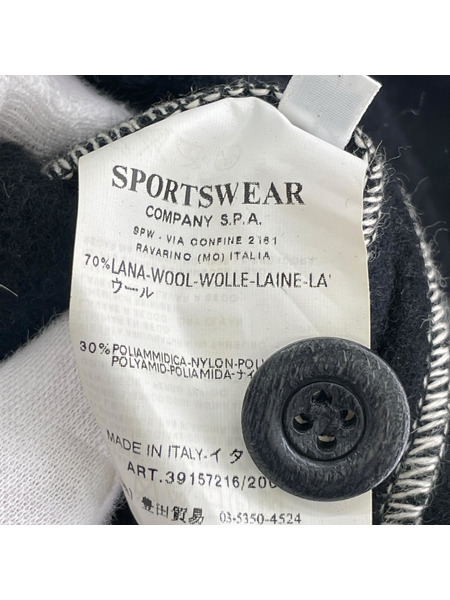 SPORTSWEAR
COMPANY S.P.A.
SPW - VIA CONFINE 2161
RAVARINO (MO) ITALIA
70% LANA-WOOL-WOLLE-LAINE-LA
ウール
30% POLIAMMIDICA-NYLON-POLY
POLYAMID-POLIAMIDA-ナイ
MADE IN ITALY-イタ
ART. 39157216/200
豊田貿易 03-5350-4524